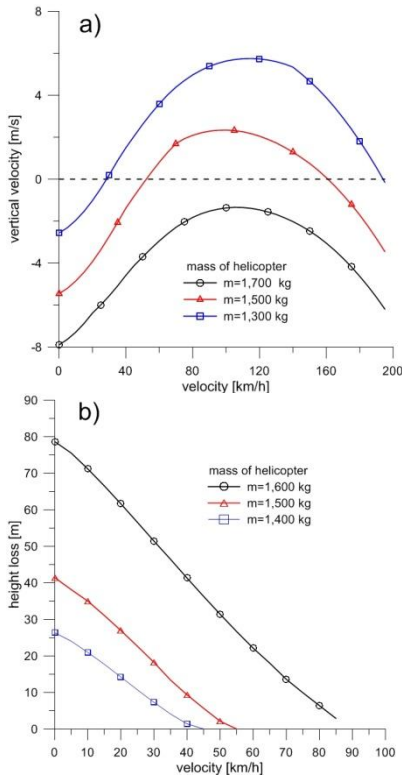 a)
8
4
0
-4
-8
vertical velocity [m/s]
mass of helicopter
m=1,700 kg
m=1,500 kg
m=1,300 kg
0 40 80 120 160 200
velocity [km/h]
b)
90
80
70
60
50
40
30
20
10
0
height loss [m]
mass of helicopter
m=1,600 kg
m=1,500 kg
m=1,400 kg
0 10 20 30 40 50 60 70 80 90 100
velocity [km/h]